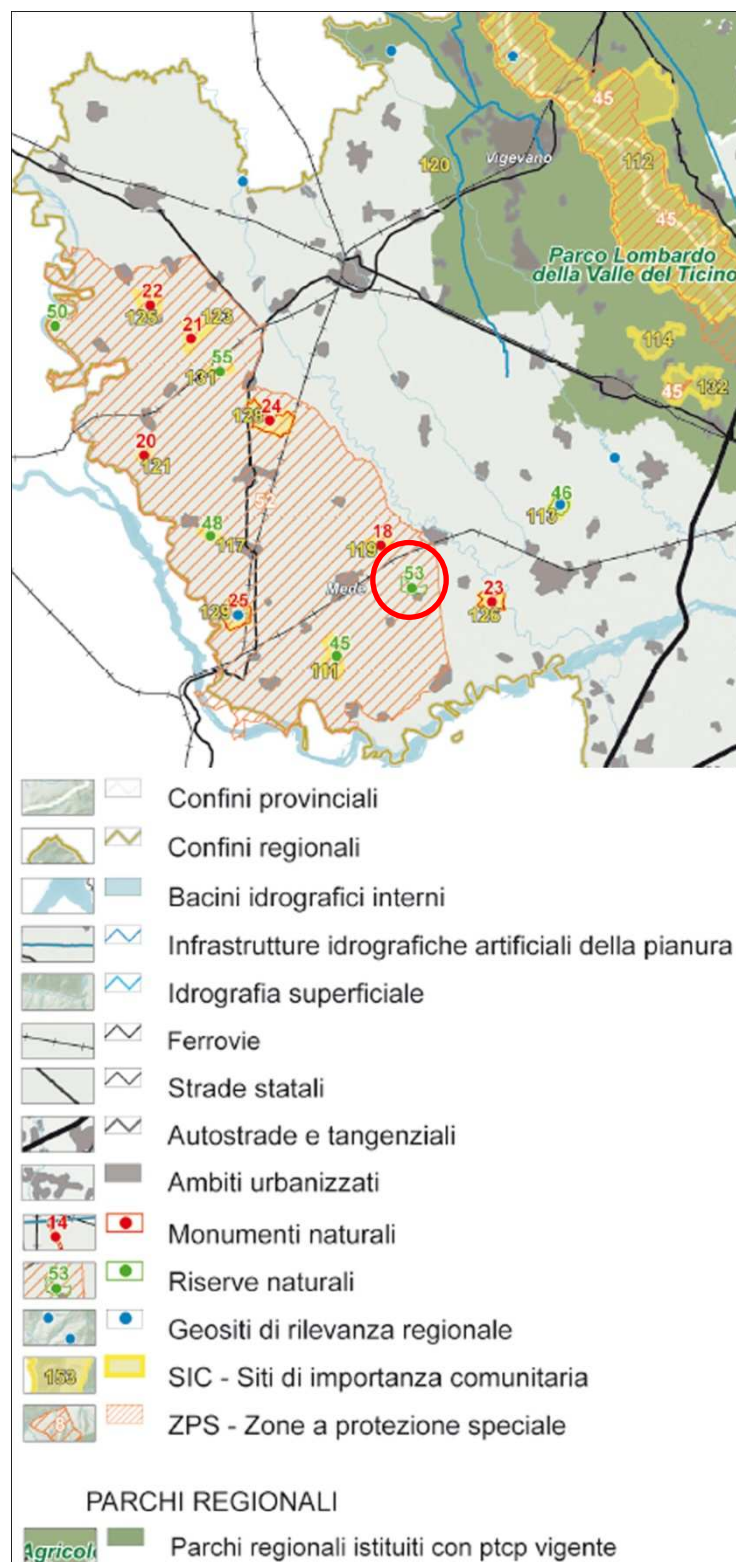 45
Vigevano
120
112
45
Parco Lombardo
della Valle del Ticino
22
50
125
123
21
114
55
131
45
132
24
128
20
121
52
46
113
48
18
117
119
53
Mede
23
25
126
129
45
111
Confini provinciali
Confini regionali
Bacini idrografici interni
Infrastrutture idrografiche artificiali della pianura
Idrografia superficiale
Ferrovie
Strade statali
Autostrade e tangenziali
Ambiti urbanizzati
14
Monumenti naturali
53
Riserve naturali
Geositi di rilevanza regionale
153
SIC - Siti di importanza comunitaria
8
ZPS - Zone a protezione speciale
PARCHI REGIONALI
Agricol
Parchi regionali istituiti con ptcp vigente